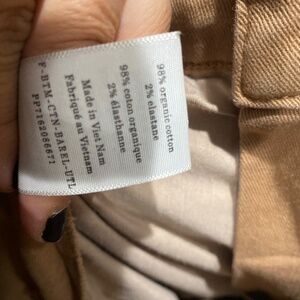 98% organic cotton
2% elastane
98% coton organique
2% élasthanne
Made in Viet Nam
Fabriqué au Vietnam
F-BTM-CTN-BAREL-UTL
PP7162086671